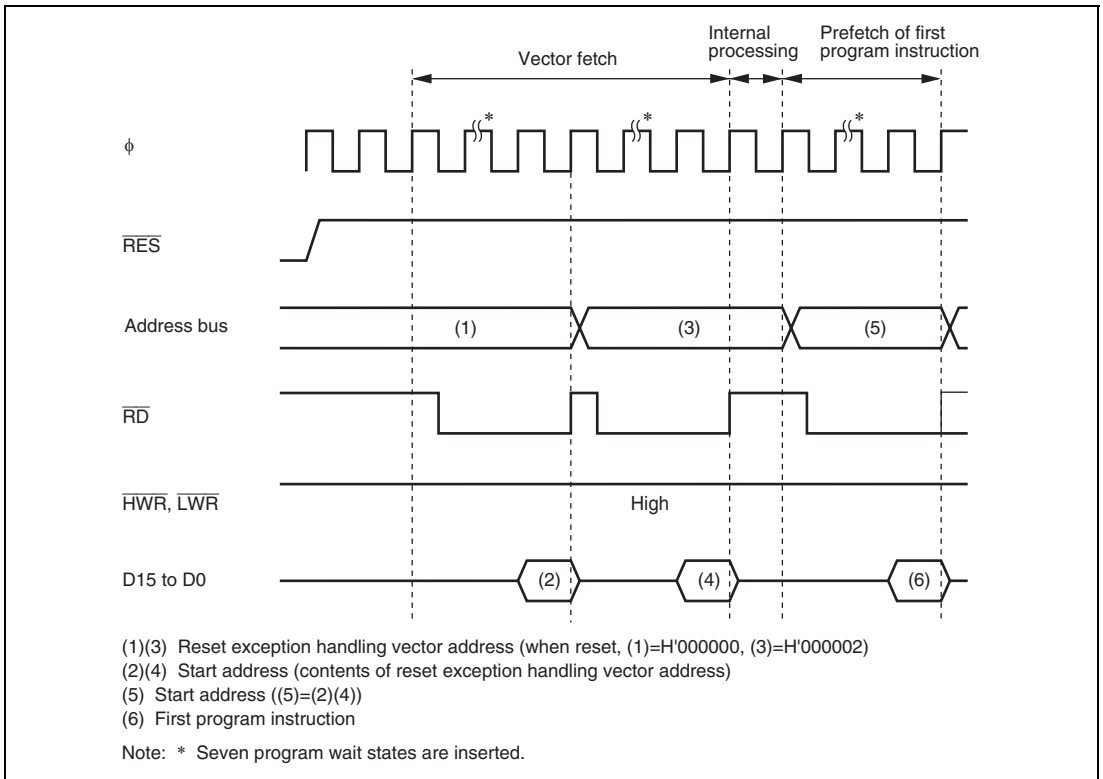 Vector fetch
Internal
processing
Prefetch of first
program instruction
ϕ
*
*
*
RES
Address bus
(1)
(3)
(5)
RD
HWR, LWR
High
D15 to D0
(2)
(4)
(6)
(1)(3) Reset exception handling vector address (when reset, (1)=H'000000, (3)=H'000002)
(2)(4) Start address (contents of reset exception handling vector address)
(5) Start address ((5)=(2)(4))
(6) First program instruction
Note: * Seven program wait states are inserted.